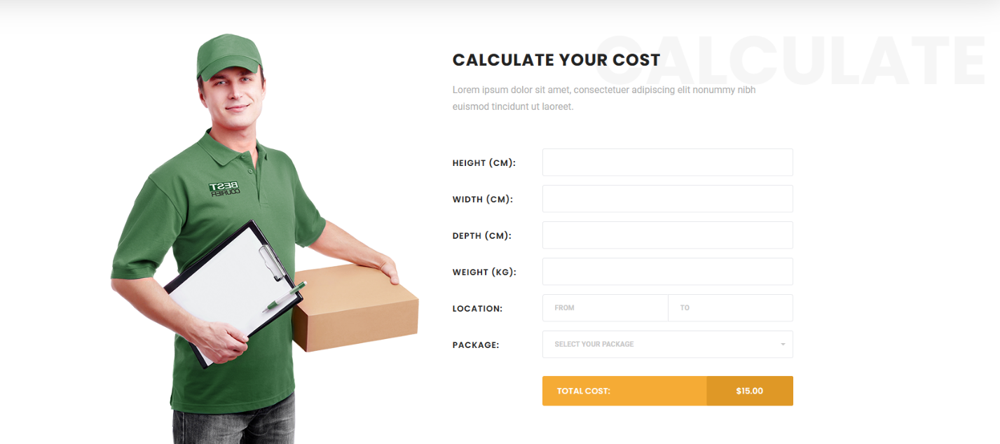 CALCULATE
CALCULATE YOUR COST
Lorem ipsum dolor sit amet, consectetuer adipiscing elit nonummy nibh
euismod tincidunt ut laoreet.
BEST
COURIER
HEIGHT (CM):
WIDTH (CM):
DEPTH (CM):
WEIGHT (KG):
LOCATION: FROM TO
PACKAGE: SELECT YOUR PACKAGE
TOTAL COST: $15.00